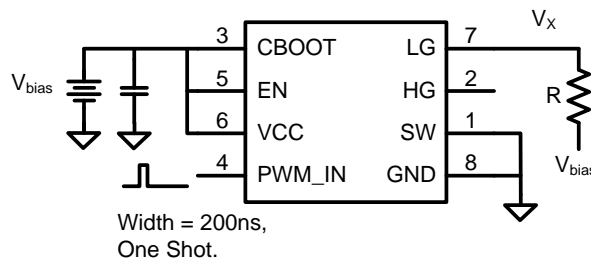 V_X
3 CBOOT LG 7
V_bias
5 EN HG 2
R
6 VCC SW 1
4 PWM_IN GND 8
V_bias
Width = 200ns,
One Shot.